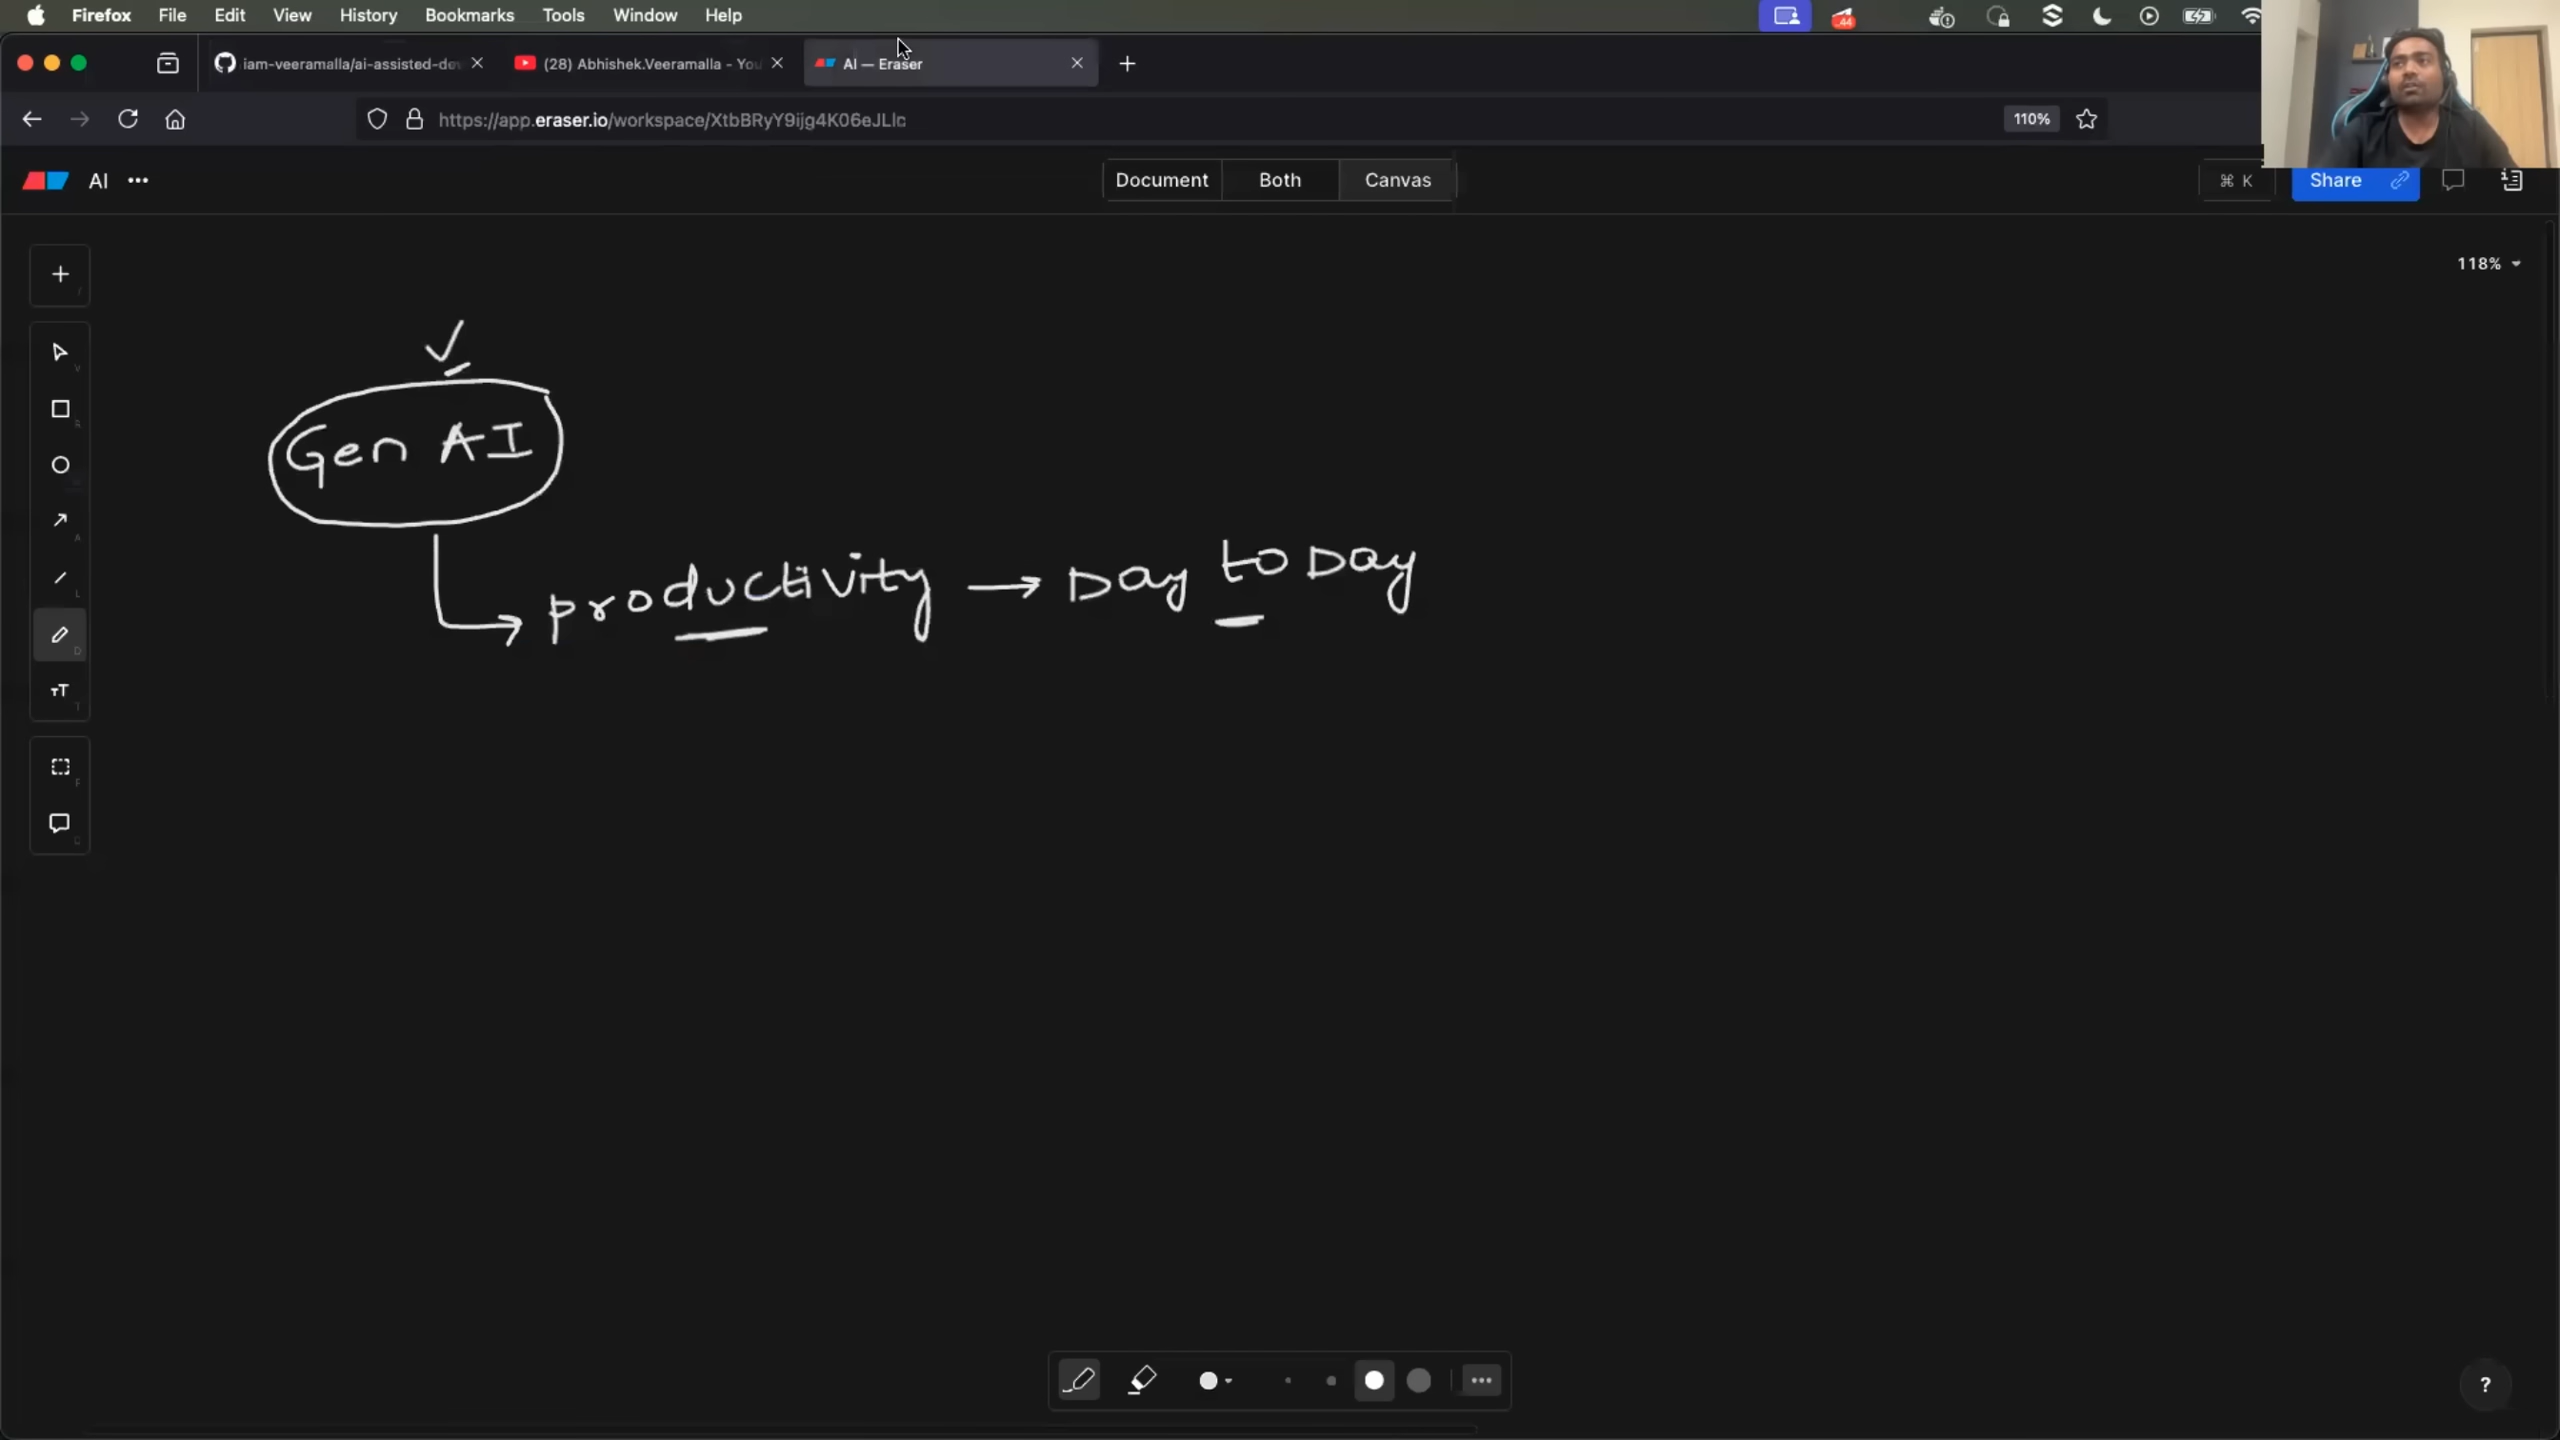 Firefox File Edit View History Bookmarks Tools Window Help
44
iam-veeramalla/ai-assisted-de
(28) Abhishek.Veeramalla - You
AI — Eraser
https://app.eraser.io/workspace/XtbBRyY9ijg4K06eJLlc
110%
AI
Document Both Canvas
⌘ K
Share
118%
Gen AI
productivity → Day to Day
V
R
A
L
D
TT
T
F
?